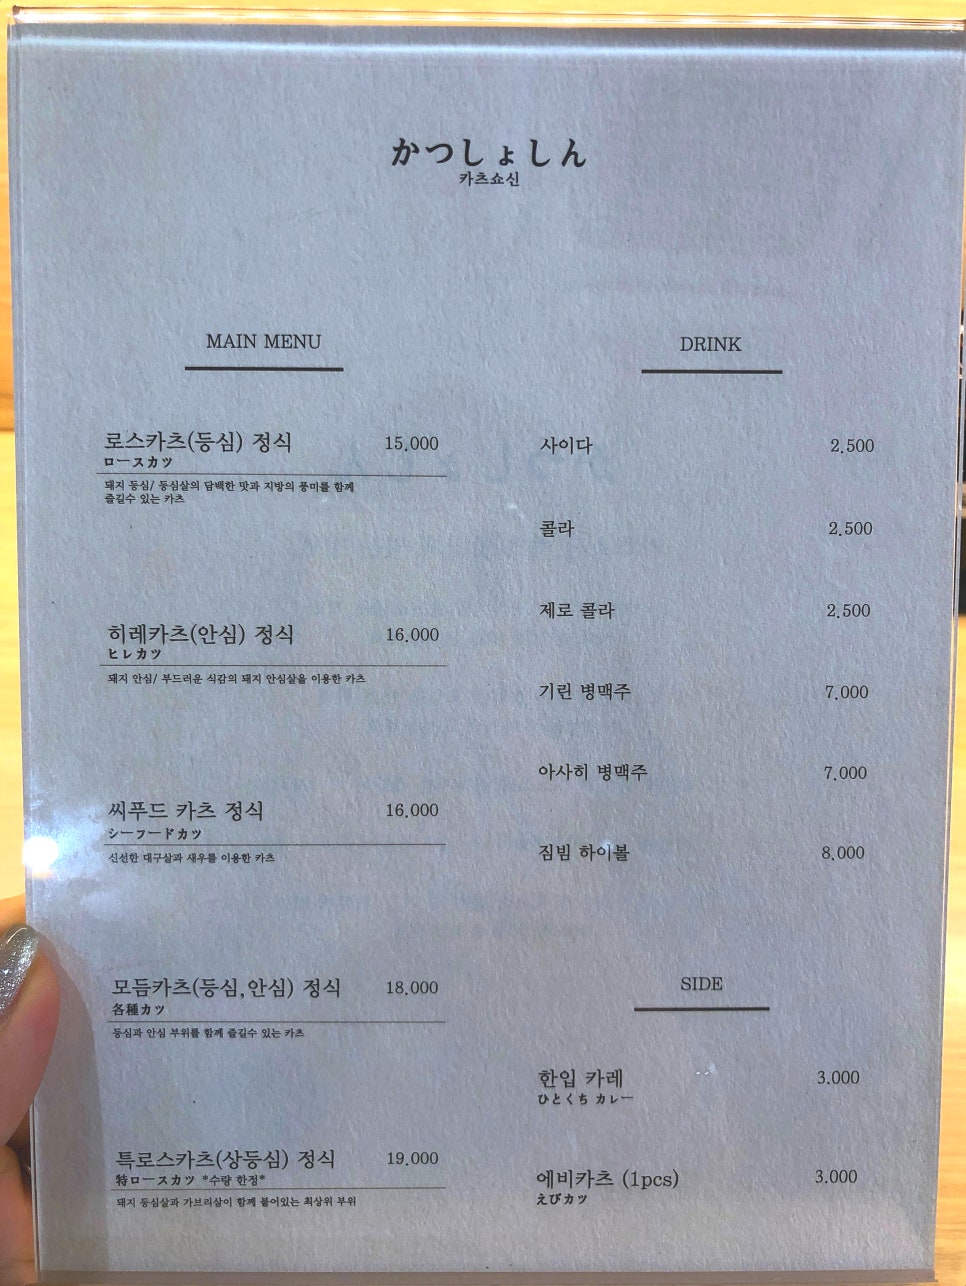 かつしょしん
카츠쇼신
MAIN MENU
로스카츠(등심) 정식 15,000
ロースカツ
돼지 등심/ 등심살의 담백한 맛과 지방의 풍미를 함께
즐길수 있는 카츠
히레카츠(안심) 정식 16,000
ヒレカツ
돼지 안심/ 부드러운 식감의 돼지 안심살을 이용한 카츠
씨푸드 카츠 정식 16,000
シーフードカツ
신선한 대구살과 새우를 이용한 카츠
모듬카츠(등심,안심) 정식 18,000
各種カツ
등심과 안심 부위를 함께 즐길수 있는 카츠
특로스카츠(상등심) 정식 19,000
特ロースカツ *수량 한정*
돼지 등심살과 가브리살이 함께 붙어있는 최상위 부위
DRINK
사이다 2,500
콜라 2,500
제로 콜라 2,500
기린 병맥주 7,000
아사히 병맥주 7,000
짐빔 하이볼 8,000
SIDE
한입 카레 3,000
ひとくち カレー
에비카츠 (1pcs) 3,000
えびカツ